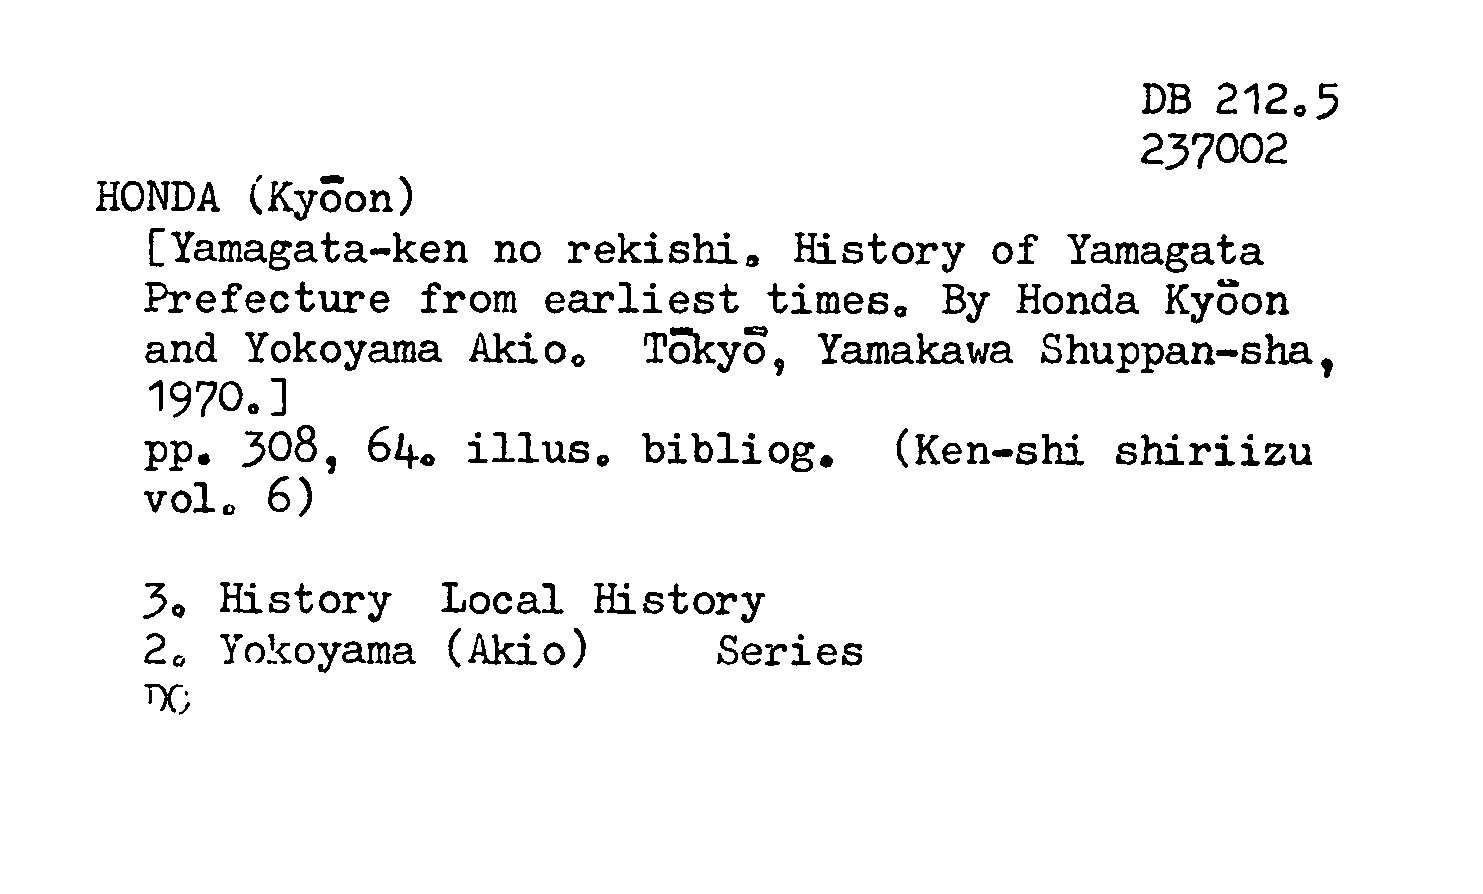 DB 212.5
237002
HONDA (Kyōon)
[Yamagata-ken no rekishi. History of Yamagata
Prefecture from earliest times. By Honda Kyōon
and Yokoyama Akio. Tōkyō, Yamakawa Shuppan-sha,
1970.]
pp. 308, 64. illus. bibliog. (Ken-shi shiriizu
vol. 6)
3. History Local History
2. Yokoyama (Akio) Series